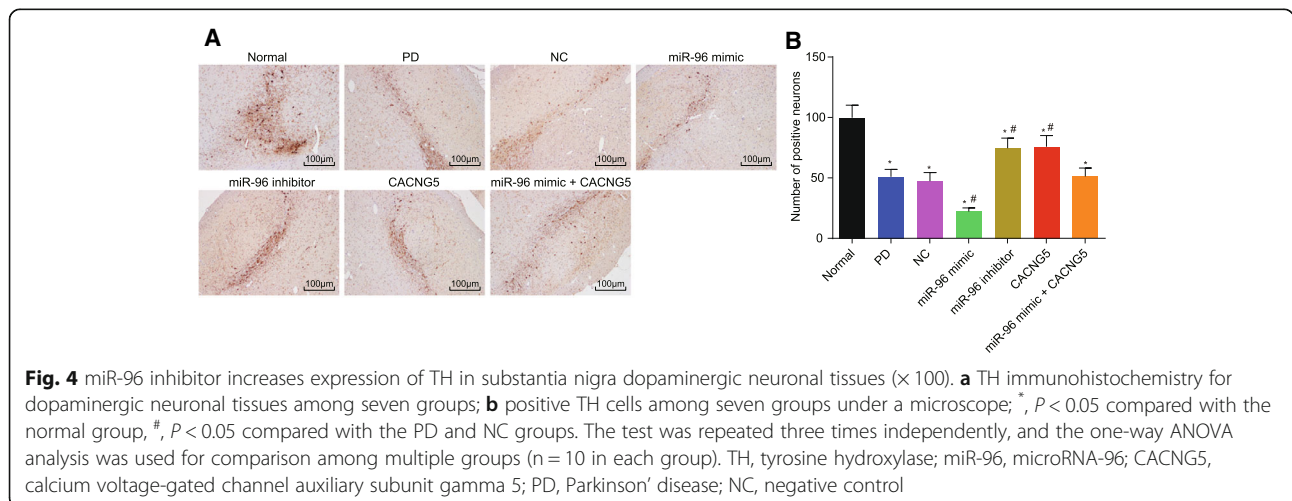 A
Normal PD NC miR-96 mimic
100μm 100μm 100μm 100μm
miR-96 inhibitor CACNG5 miR-96 mimic + CACNG5
100μm 100μm 100μm
B
150
100
50
0
Number of positive neurons
*
*
* #
* #
* #
*
Normal
PD
NC
miR-96 mimic
miR-96 inhibitor
CACNG5
miR-96 mimic + CACNG5
Fig. 4 miR-96 inhibitor increases expression of TH in substantia nigra dopaminergic neuronal tissues (× 100). a TH immunohistochemistry for
dopaminergic neuronal tissues among seven groups; b positive TH cells among seven groups under a microscope; *, P < 0.05 compared with the
normal group, #, P < 0.05 compared with the PD and NC groups. The test was repeated three times independently, and the one-way ANOVA
analysis was used for comparison among multiple groups (n = 10 in each group). TH, tyrosine hydroxylase; miR-96, microRNA-96; CACNG5,
calcium voltage-gated channel auxiliary subunit gamma 5; PD, Parkinson’ disease; NC, negative control